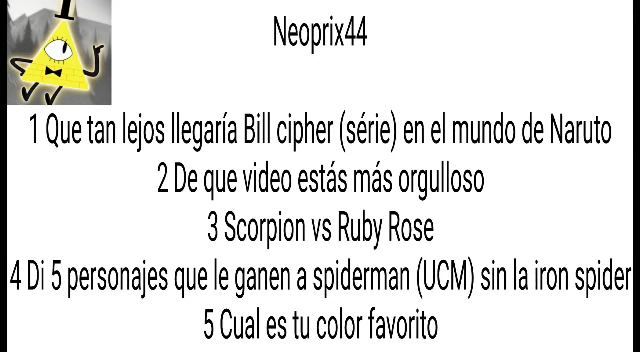 Neoprix44
1 Que tan lejos llegaría Bill cipher (série) en el mundo de Naruto
2 De que video estás más orgulloso
3 Scorpion vs Ruby Rose
4 Di 5 personajes que le ganen a spiderman (UCM) sin la iron spider
5 Cual es tu color favorito